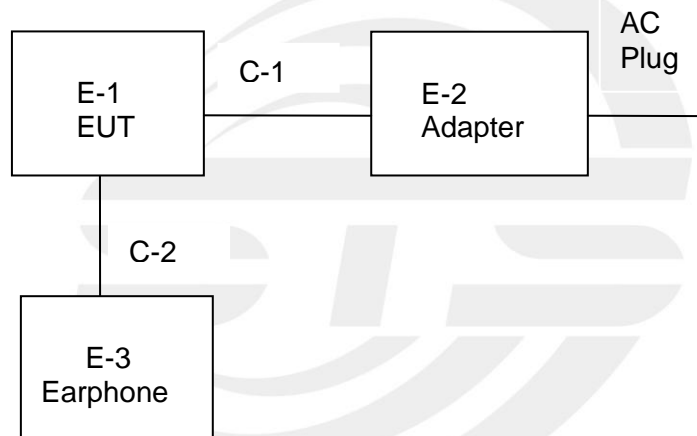 AC
Plug
C-1
E-1
EUT
E-2
Adapter
C-2
E-3
Earphone